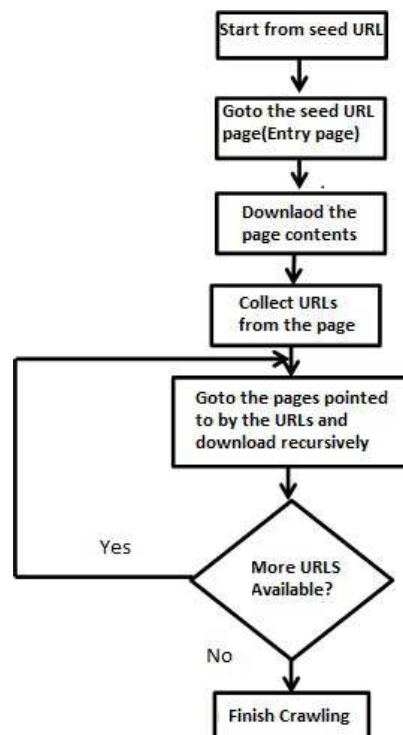 Start from seed URL
Goto the seed URL
page(Entry page)
Downlaod the
page contents
Collect URLs
from the page
Goto the pages pointed
to by the URLs and
download recursively
Yes
More URLS
Available?
No
Finish Crawling